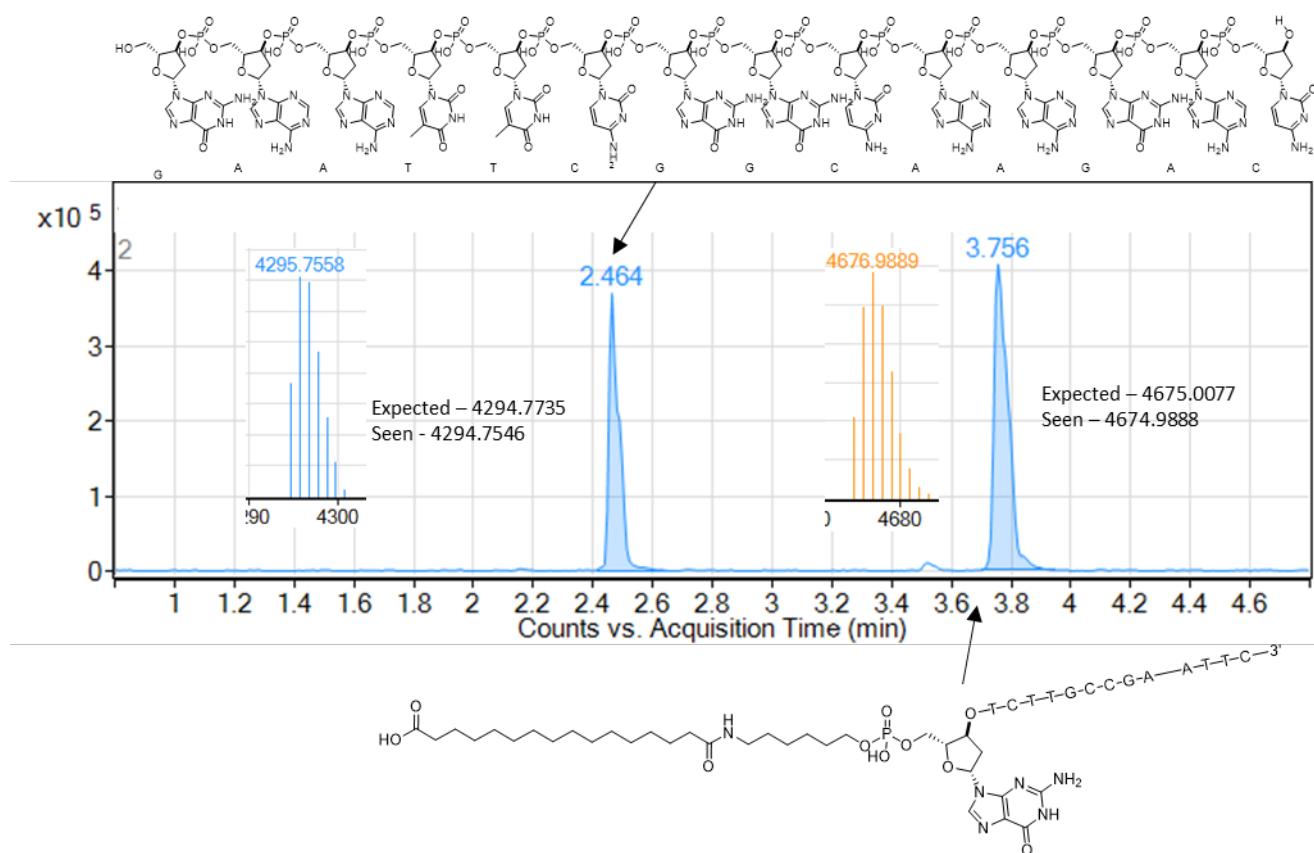 G A A T T C G G C A A G A C
x10 5
2
4295.7558
2.464
4676.9889
3.756
4
3
2
1
0
Expected – 4294.7735
Seen - 4294.7546
Expected – 4675.0077
Seen – 4674.9888
290 4300
0 4680
1 1.2 1.4 1.6 1.8 2 2.2 2.4 2.6 2.8 3 3.2 3.4 3.6 3.8 4 4.2 4.4 4.6
Counts vs. Acquisition Time (min)
O–T–C–T–T–G–C–C–G–A–A–T–T–C–3'
O
HO
O
H
N
O
O
P
HO
O
O
N
N
NH₂
N
NH
O